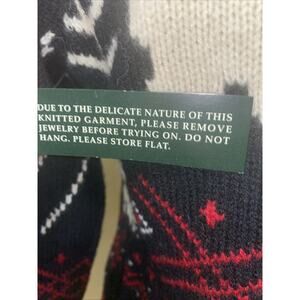 DUE TO THE DELICATE NATURE OF THIS
KNITTED GARMENT, PLEASE REMOVE
JEWELRY BEFORE TRYING ON. DO NOT
HANG. PLEASE STORE FLAT.